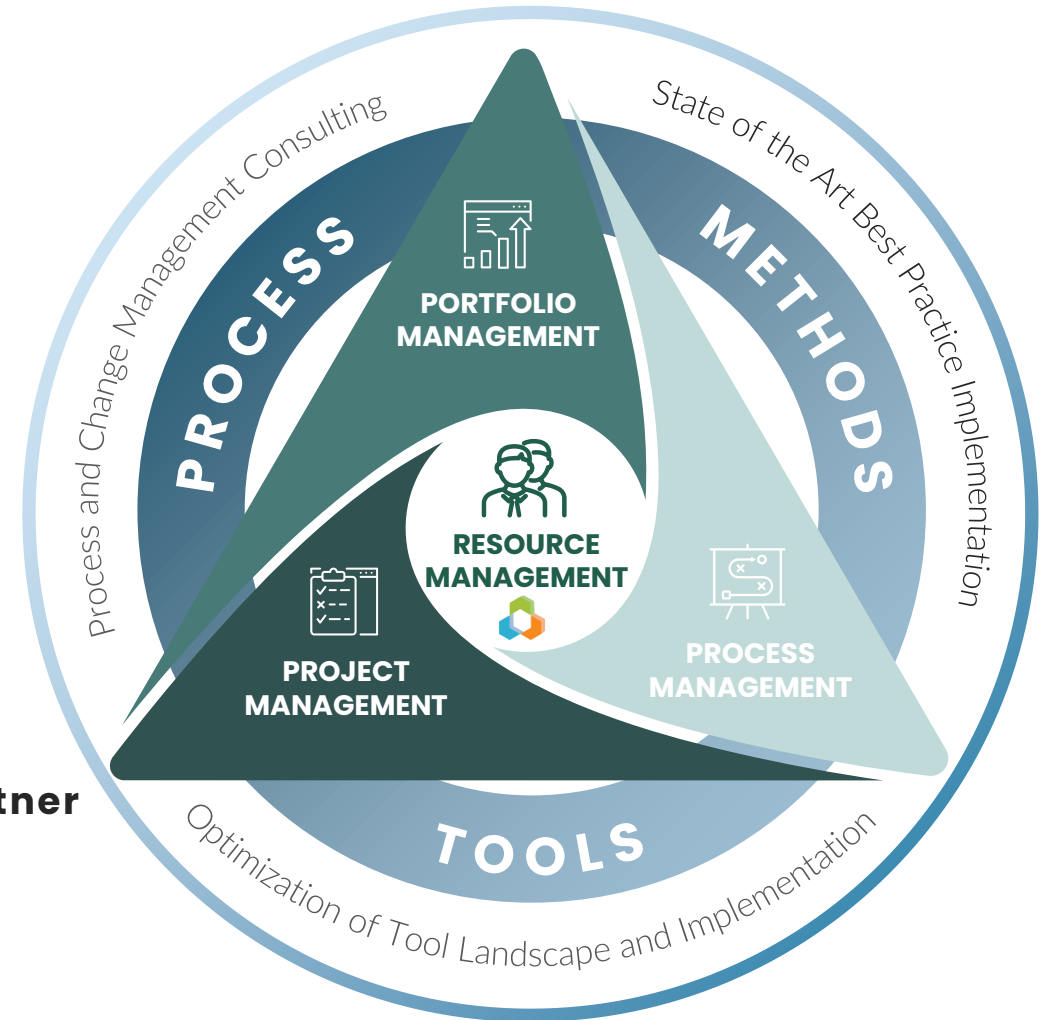 Process and Change Management Consulting
State of the Art Best Practice Implementation
PROCESS
METHODS
PORTFOLIO
MANAGEMENT
RESOURCE
MANAGEMENT
PROJECT
MANAGEMENT
PROCESS
MANAGEMENT
TOOLS
Optimization of Tool Landscape and Implementation